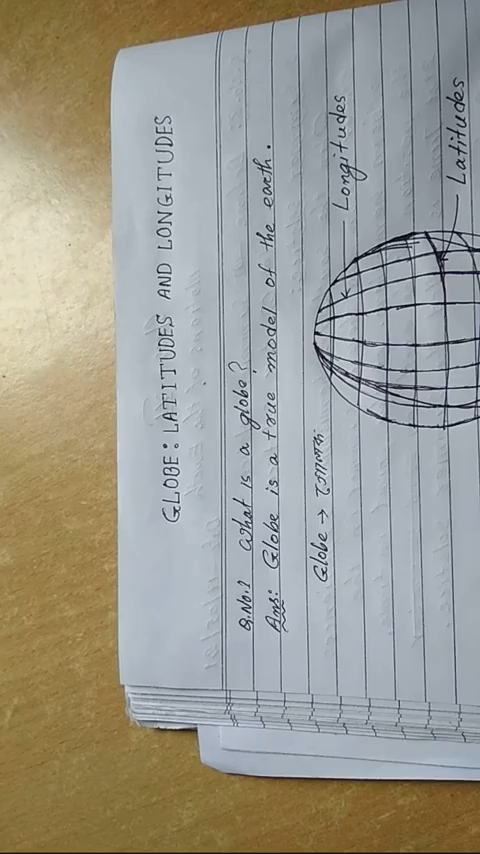 GLOBE: LATITUDES AND LONGITUDES
Q.No.1 What is a globe?
Ans: Globe is a true model of the earth.
Globe → গোলক
Longitudes
Latitudes